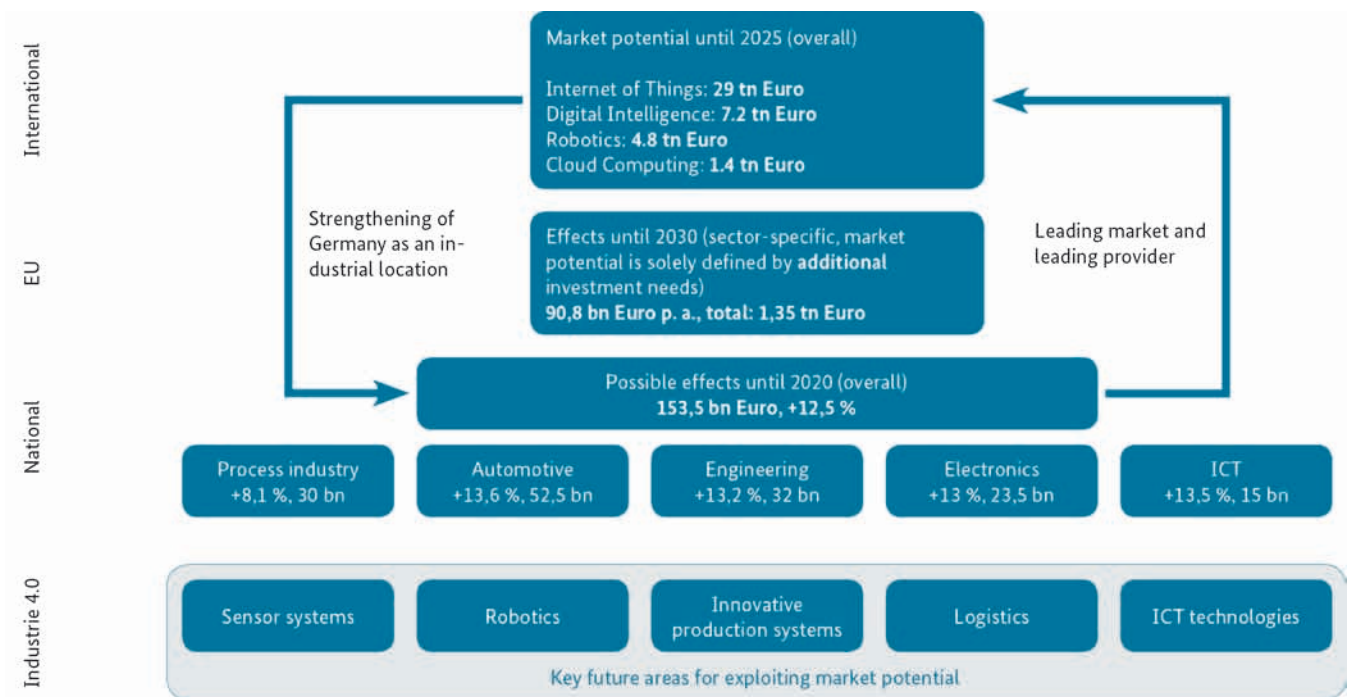 International
Market potential until 2025 (overall)
Internet of Things: 29 tn Euro
Digital Intelligence: 7.2 tn Euro
Robotics: 4.8 tn Euro
Cloud Computing: 1.4 tn Euro
Strengthening of
Germany as an in-
dustrial location
Leading market and
leading provider
EU
Effects until 2030 (sector-specific, market
potential is solely defined by additional
investment needs)
90,8 bn Euro p. a., total: 1,35 tn Euro
National
Possible effects until 2020 (overall)
153,5 bn Euro, +12,5 %
Process industry
+8,1 %, 30 bn
Automotive
+13,6 %, 52,5 bn
Engineering
+13,2 %, 32 bn
Electronics
+13 %, 23,5 bn
ICT
+13,5 %, 15 bn
Industrie 4.0
Sensor systems
Robotics
Innovative
production systems
Logistics
ICT technologies
Key future areas for exploiting market potential